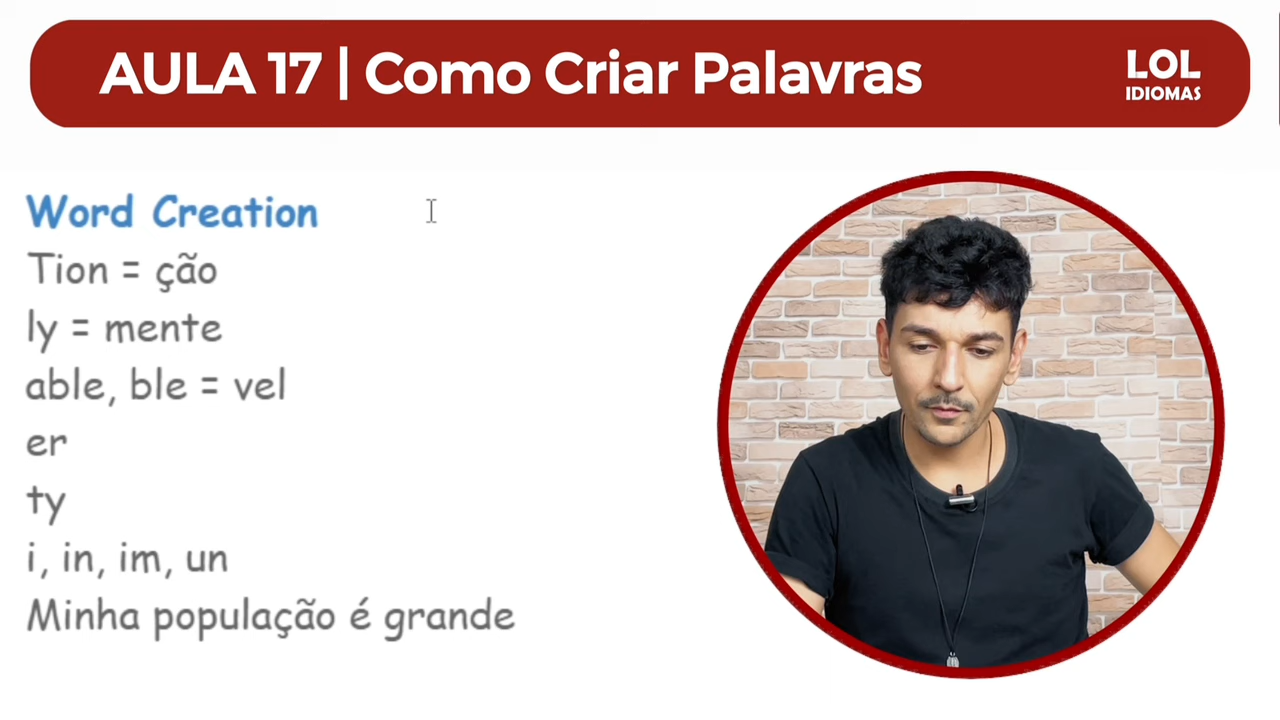 AULA 17 | Como Criar Palavras
LOL
IDIOMAS
Word Creation
Tion = ção
ly = mente
able, ble = vel
er
ty
i, in, im, un
Minha população é grande